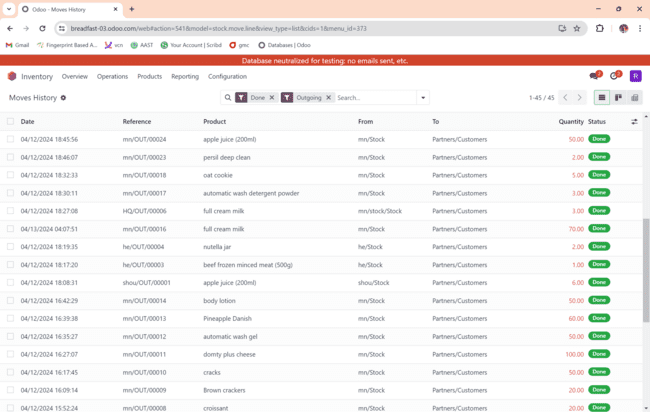 Odoo - Moves History
breadfast-03.odoo.com/web#action=541&model=stock.move.line&view_type=list&cids=1&menu_id=373
Gmail Fingerprint Based A... xcn AAST Your Account | Scribd gmc Databases | Odoo
Database neutralized for testing: no emails sent, etc.
Inventory Overview Operations Products Reporting Configuration R
Moves History Done Outgoing Search... 1-45 / 45
Date Reference Product From To Quantity Status
04/12/2024 18:45:56 mn/OUT/00024 apple juice (200ml) mn/Stock Partners/Customers 50.00 Done
04/12/2024 18:46:07 mn/OUT/00023 persil deep clean mn/Stock Partners/Customers 2.00 Done
04/12/2024 18:32:33 mn/OUT/00018 oat cookie mn/Stock Partners/Customers 5.00 Done
04/12/2024 18:30:11 mn/OUT/00017 automatic wash detergent powder mn/Stock Partners/Customers 3.00 Done
04/12/2024 18:27:08 HQ/OUT/00006 full cream milk mn/stock/Stock Partners/Customers 3.00 Done
04/13/2024 04:07:51 mn/OUT/00016 full cream milk mn/Stock Partners/Customers 70.00 Done
04/12/2024 18:19:35 he/OUT/00004 nutella jar he/Stock Partners/Customers 2.00 Done
04/12/2024 18:17:20 he/OUT/00003 beef frozen minced meat (500g) he/Stock Partners/Customers 1.00 Done
04/12/2024 18:08:31 shou/OUT/00001 apple juice (200ml) shou/Stock Partners/Customers 6.00 Done
04/12/2024 16:42:29 mn/OUT/00014 body lotion mn/Stock Partners/Customers 50.00 Done
04/12/2024 16:39:38 mn/OUT/00013 Pineapple Danish mn/Stock Partners/Customers 60.00 Done
04/12/2024 16:35:27 mn/OUT/00012 automatic wash gel mn/Stock Partners/Customers 50.00 Done
04/12/2024 16:27:07 mn/OUT/00011 domty plus cheese mn/Stock Partners/Customers 100.00 Done
04/12/2024 16:17:45 mn/OUT/00010 cracks mn/Stock Partners/Customers 50.00 Done
04/12/2024 16:09:14 mn/OUT/00009 Brown crackers mn/Stock Partners/Customers 20.00 Done
04/12/2024 15:52:24 mn/OUT/00008 croissant mn/Stock Partners/Customers 20.00 Done